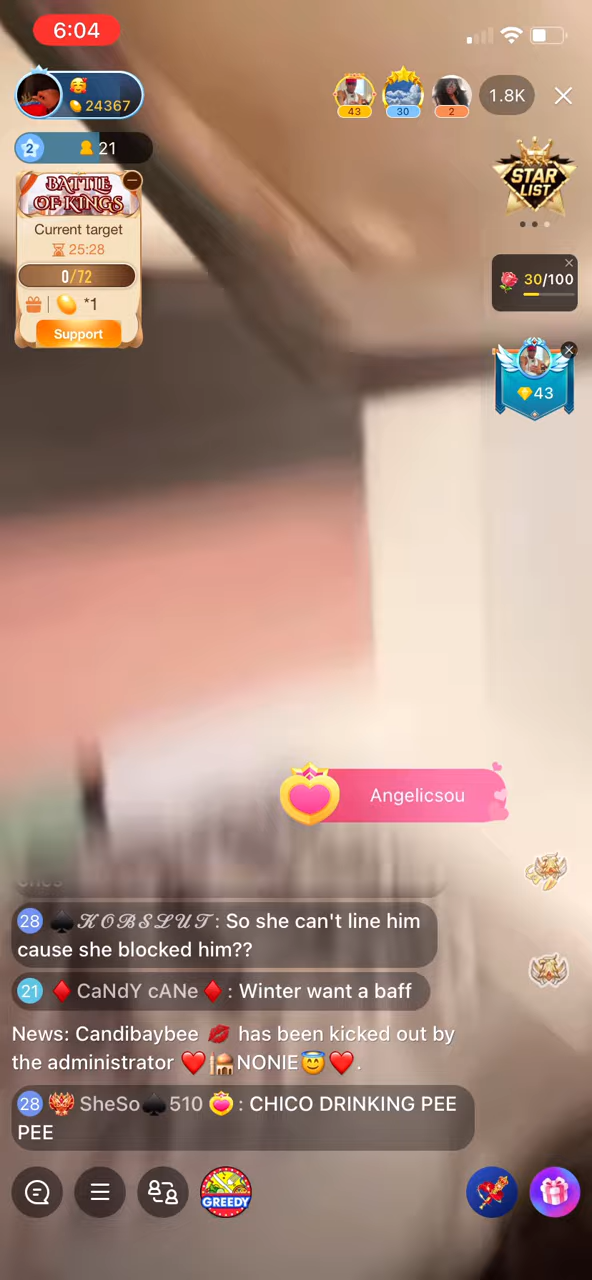 6:04
🥰
24367
43
30
2
1.8K
2
21
STAR
LIST
BATTLE
OF KINGS
Current target
25:28
0/72
*1
Support
30/100
43
Angelicsou
28 ♠️𝒦𝒪ℬ𝒮ℒ𝒰𝒯: So she can't line him
cause she blocked him??
21 ♦️ CaNdY cANe ♦️ : Winter want a baff
News: Candibaybee 💋 has been kicked out by
the administrator ❤️🛌🏽NONIE😇❤️.
28 SheSo♠️510 : CHICO DRINKING PEE
PEE
GREEDY